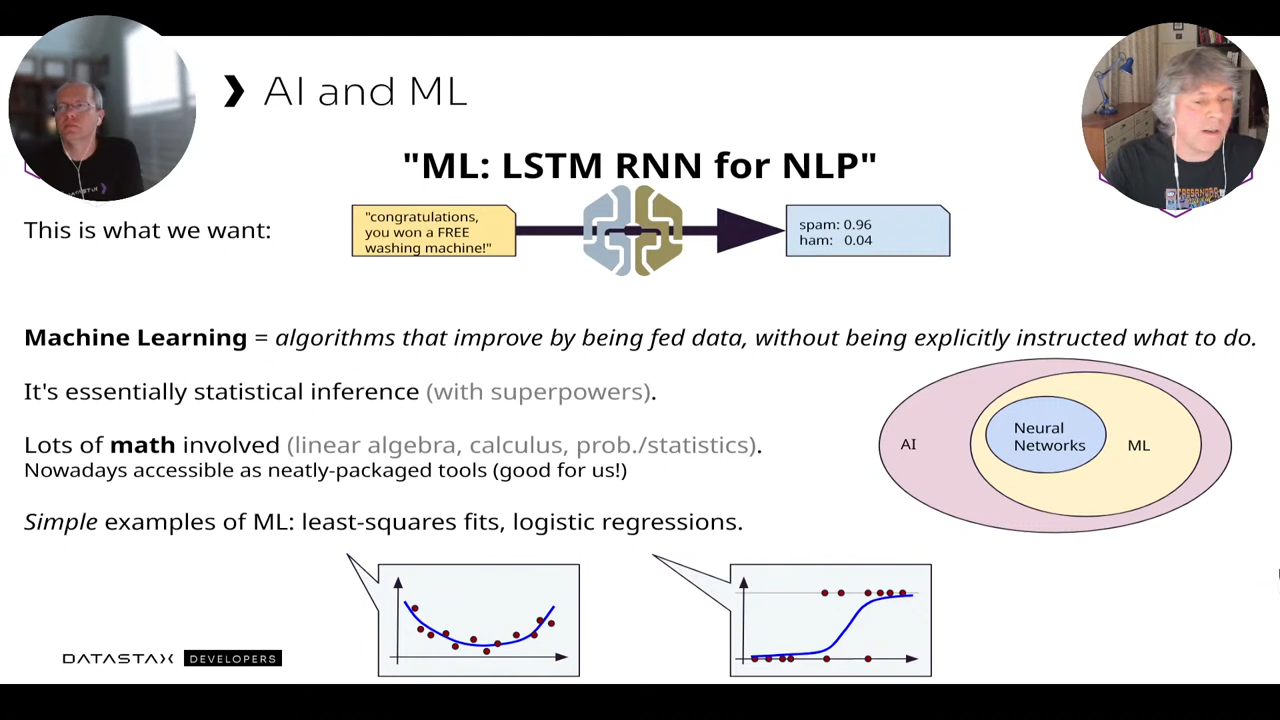 AI and ML
"ML: LSTM RNN for NLP"
This is what we want:
"congratulations,
you won a FREE
washing machine!"
spam: 0.96
ham: 0.04
Machine Learning = algorithms that improve by being fed data, without being explicitly instructed what to do.
It's essentially statistical inference (with superpowers).
Lots of math involved (linear algebra, calculus, prob./statistics).
Nowadays accessible as neatly-packaged tools (good for us!)
Simple examples of ML: least-squares fits, logistic regressions.
AI
Neural
Networks
ML
DATASTAX DEVELOPERS
DATASTAX
CASSANDRA